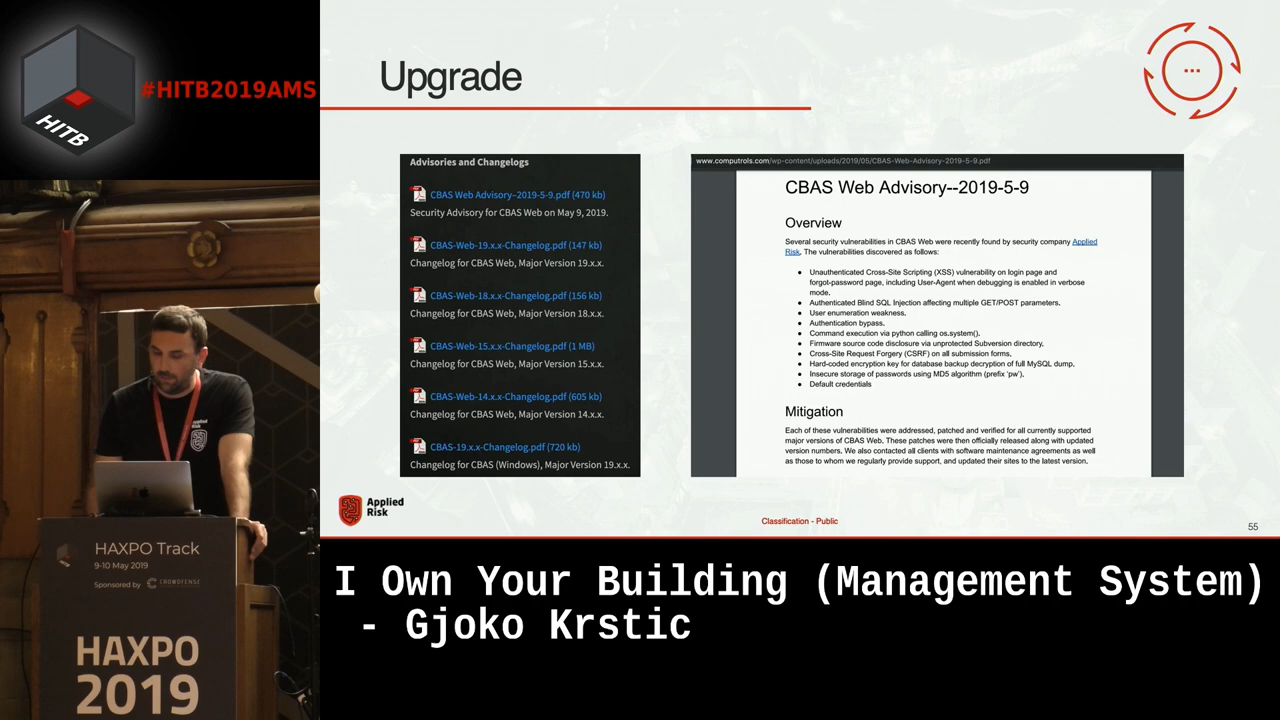 HITB
#HITB2019AMS
Upgrade
...
Advisories and Changelogs
CBAS Web Advisory–2019-5-9.pdf (470 kb)
Security Advisory for CBAS Web on May 9, 2019.
CBAS-Web-19.x.x-Changelog.pdf (147 kb)
Changelog for CBAS Web, Major Version 19.x.x.
CBAS-Web-18.x.x-Changelog.pdf (156 kb)
Changelog for CBAS Web, Major Version 18.x.x.
CBAS-Web-15.x.x-Changelog.pdf (1 MB)
Changelog for CBAS Web, Major Version 15.x.x.
CBAS-Web-14.x.x-Changelog.pdf (605 kb)
Changelog for CBAS Web, Major Version 14.x.x.
CBAS-19.x.x-Changelog.pdf (720 kb)
Changelog for CBAS (Windows), Major Version 19.x.x.
www.computrols.com/wp-content/uploads/2019/05/CBAS-Web-Advisory-2019-5-9.pdf
CBAS Web Advisory--2019-5-9
Overview
Several security vulnerabilities in CBAS Web were recently found by security company Applied
Risk. The vulnerabilities discovered as follows:
● Unauthenticated Cross-Site Scripting (XSS) vulnerability on login page and
forgot-password page, including User-Agent when debugging is enabled in verbose
mode.
● Authenticated Blind SQL Injection affecting multiple GET/POST parameters.
● User enumeration weakness.
● Authentication bypass.
● Command execution via python calling os.system().
● Firmware source code disclosure via unprotected Subversion directory.
● Cross-Site Request Forgery (CSRF) on all submission forms.
● Hard-coded encryption key for database backup decryption of full MySQL dump.
● Insecure storage of passwords using MD5 algorithm (prefix 'pw').
● Default credentials
Mitigation
Each of these vulnerabilities were addressed, patched and verified for all currently supported
major versions of CBAS Web. These patches were then officially released along with updated
version numbers. We also contacted all clients with software maintenance agreements as well
as those to whom we regularly provide support, and updated their sites to the latest version.
Applied
Risk
Classification - Public
55
Applied
Risk
HAXPO Track
9-10 May 2019
Sponsored by CROWDFENSE
HAXPO
2019
I Own Your Building (Management System)
- Gjoko Krstic